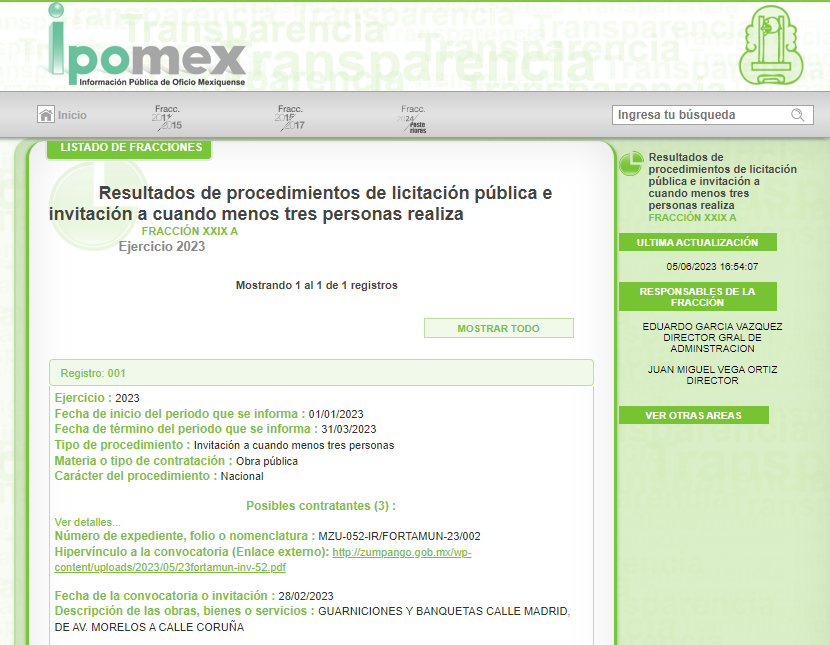 ipomex
Información Pública de Oficio Mexiquense
Inicio
Fracc.
Fracc.
Fracc.
Ingresa tu búsqueda
LISTADO DE FRACCIONES
Resultados de procedimientos de licitación pública e
invitación a cuando menos tres personas realiza
FRACCIÓN XXIX A
Ejercicio 2023
Mostrando 1 al 1 de 1 registros
MOSTRAR TODO
Registro: 001
Ejercicio : 2023
Fecha de inicio del periodo que se informa : 01/01/2023
Fecha de término del periodo que se informa : 31/03/2023
Tipo de procedimiento : Invitación a cuando menos tres personas
Materia o tipo de contratación : Obra pública
Carácter del procedimiento : Nacional
Posibles contratantes (3) :
Ver detalles...
Número de expediente, folio o nomenclatura : MZU-052-IR/FORTAMUN-23/002
Hipervínculo a la convocatoria (Enlace externo): http://zumpango.gob.mx/wp-
content/uploads/2023/05/23fortamun-inv-52.pdf
Fecha de la convocatoria o invitación : 28/02/2023
Descripción de las obras, bienes o servicios : GUARNICIONES Y BANQUETAS CALLE MADRID,
DE AV. MORELOS A CALLE CORUÑA
Resultados de
procedimientos de licitación
pública e invitación a
cuando menos tres
personas realiza
FRACCIÓN XXIX A
ULTIMA ACTUALIZACIÓN
05/06/2023 16:54:07
RESPONSABLES DE LA
FRACCIÓN
EDUARDO GARCIA VAZQUEZ
DIRECTOR GRAL DE
ADMINSTRACION
JUAN MIGUEL VEGA ORTIZ
DIRECTOR
VER OTRAS AREAS